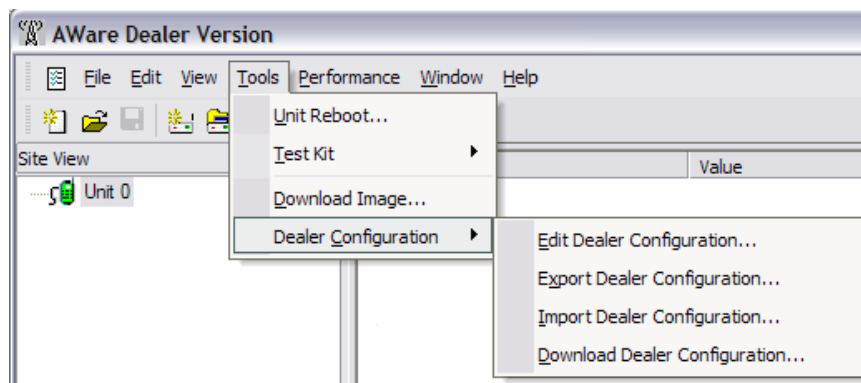 AWare Dealer Version
File Edit View Tools Performance Window Help
Unit Reboot...
Site View
Test Kit
Value
Unit 0
Download Image...
Dealer Configuration
Edit Dealer Configuration...
Export Dealer Configuration...
Import Dealer Configuration...
Download Dealer Configuration...